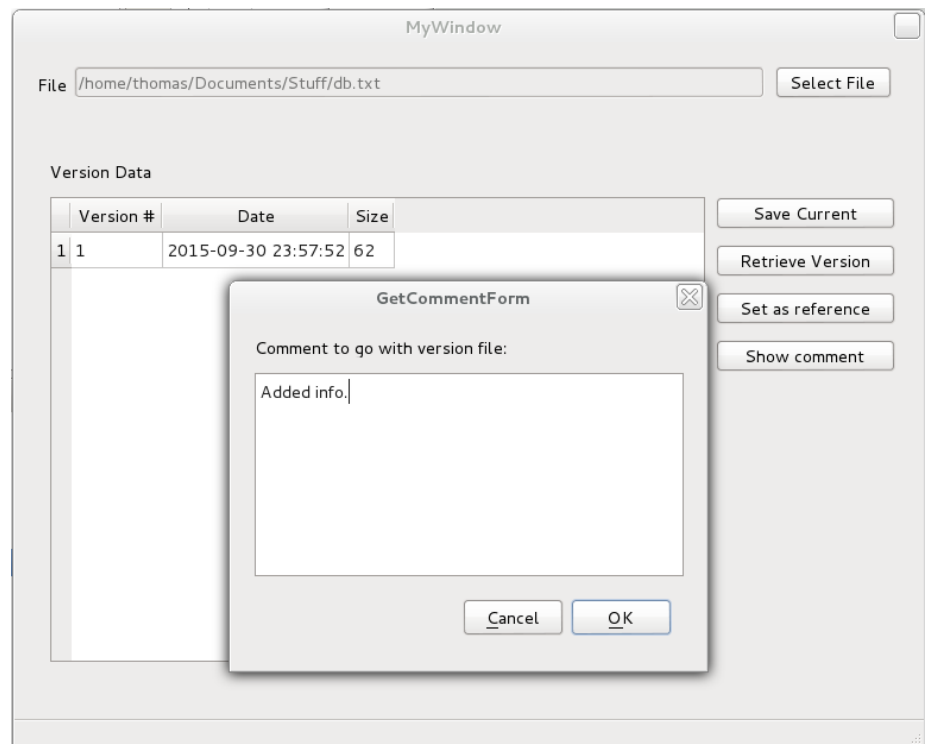 MyWindow
File /home/thomas/Documents/Stuff/db.txt Select File
Version Data
Version # Date Size
1 1 2015-09-30 23:57:52 62
Save Current
Retrieve Version
Set as reference
Show comment
GetCommentForm
Comment to go with version file:
Added info.
Cancel OK